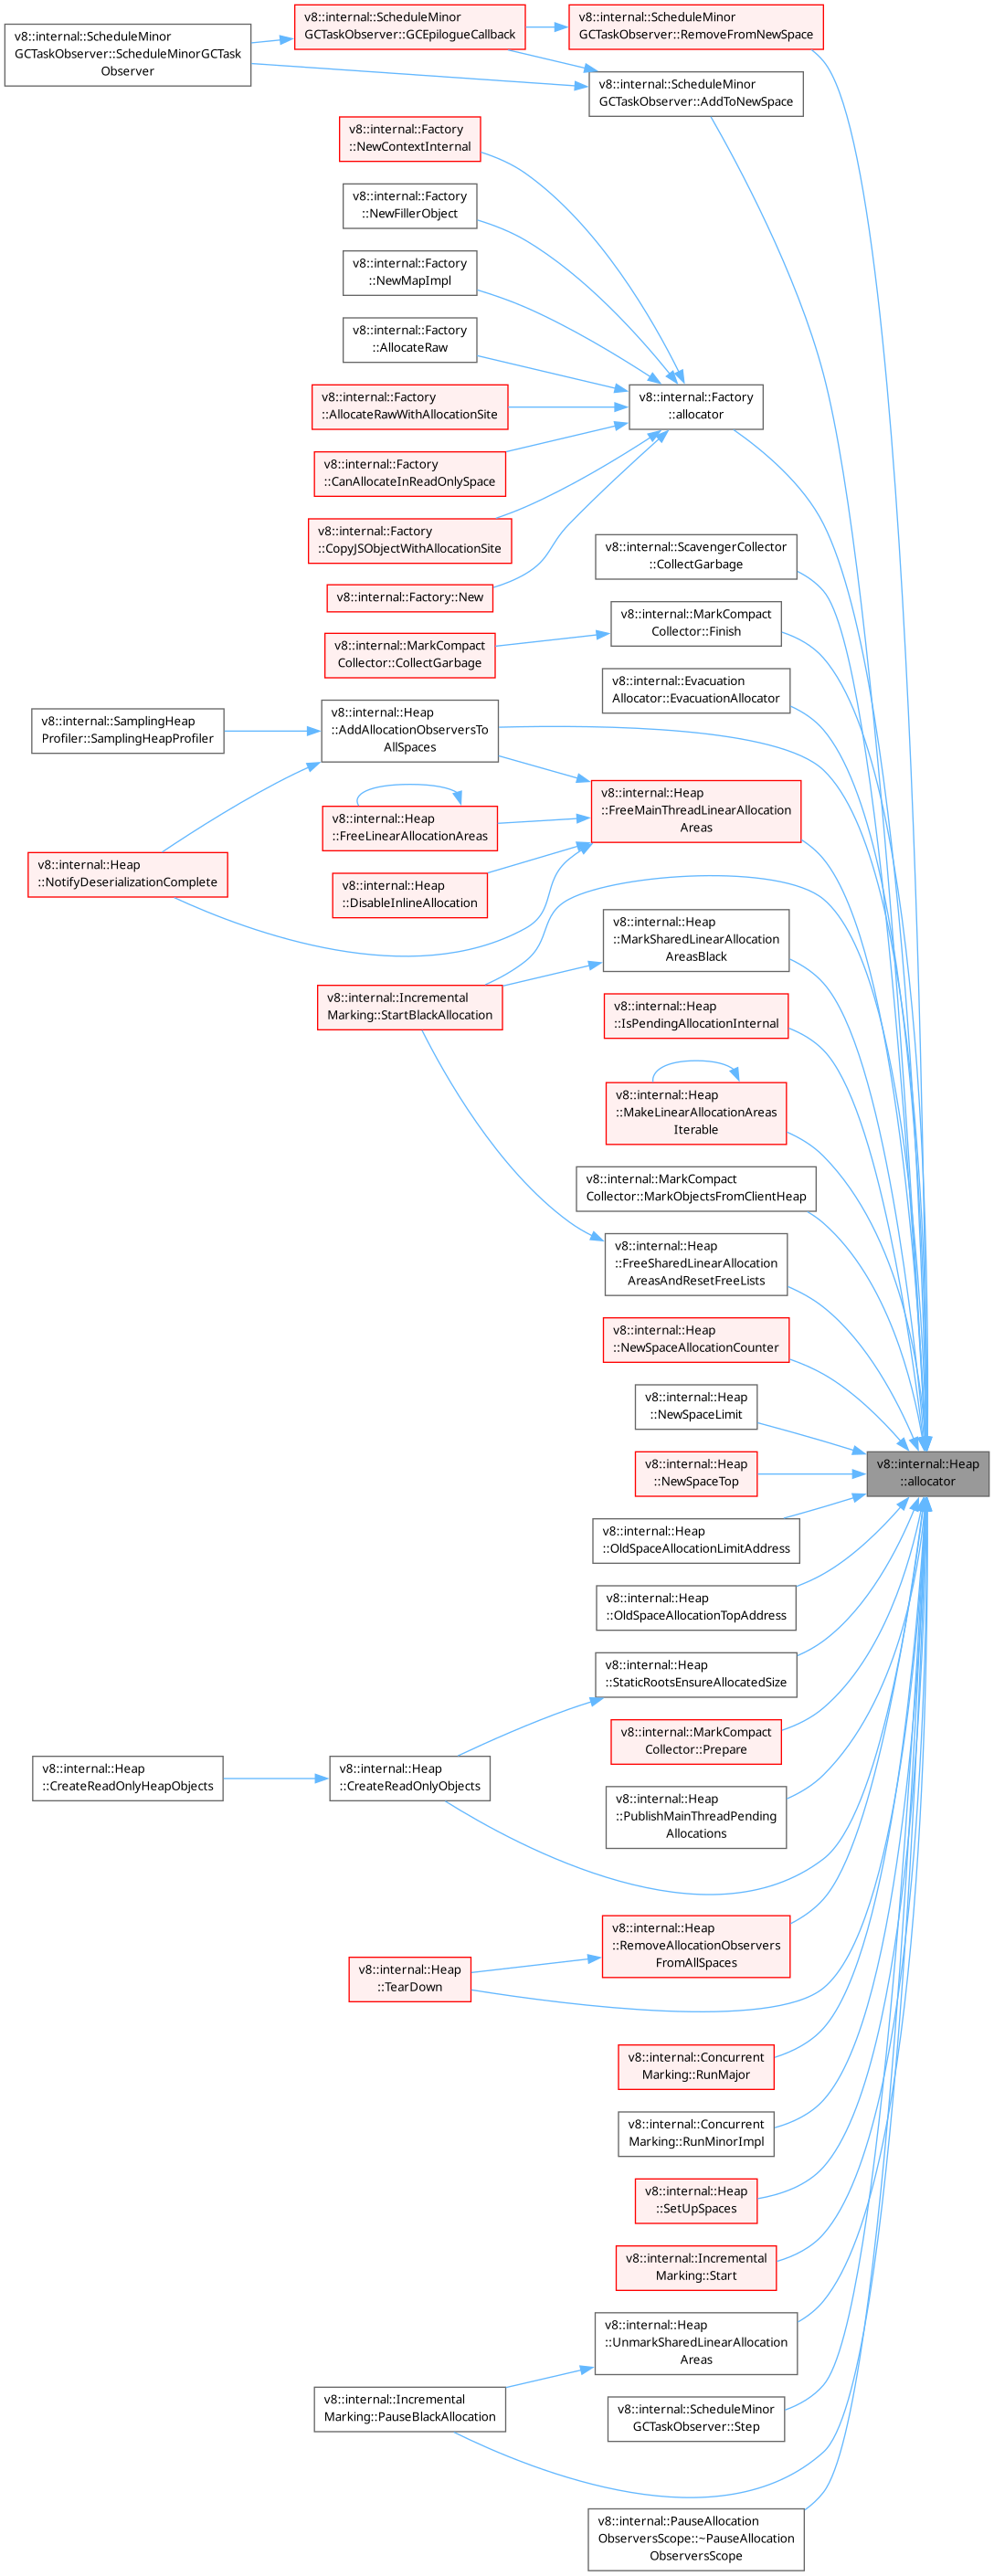 v8::internal::ScheduleMinor
GCTaskObserver::ScheduleMinorGCTask
Observer
v8::internal::ScheduleMinor
GCTaskObserver::GCEpilogueCallback
v8::internal::ScheduleMinor
GCTaskObserver::RemoveFromNewSpace
v8::internal::ScheduleMinor
GCTaskObserver::AddToNewSpace
v8::internal::Factory
::NewContextInternal
v8::internal::Factory
::NewFillerObject
v8::internal::Factory
::NewMapImpl
v8::internal::Factory
::AllocateRaw
v8::internal::Factory
::AllocateRawWithAllocationSite
v8::internal::Factory
::allocator
v8::internal::Factory
::CanAllocateInReadOnlySpace
v8::internal::Factory
::CopyJSObjectWithAllocationSite
v8::internal::ScavengerCollector
::CollectGarbage
v8::internal::Factory::New
v8::internal::MarkCompact
Collector::Finish
v8::internal::MarkCompact
Collector::CollectGarbage
v8::internal::Evacuation
Allocator::EvacuationAllocator
v8::internal::SamplingHeap
Profiler::SamplingHeapProfiler
v8::internal::Heap
::AddAllocationObserversTo
AllSpaces
v8::internal::Heap
::FreeMainThreadLinearAllocation
Areas
v8::internal::Heap
::FreeLinearAllocationAreas
v8::internal::Heap
::NotifyDeserializationComplete
v8::internal::Heap
::DisableInlineAllocation
v8::internal::Heap
::MarkSharedLinearAllocation
AreasBlack
v8::internal::Incremental
Marking::StartBlackAllocation
v8::internal::Heap
::IsPendingAllocationInternal
v8::internal::Heap
::MakeLinearAllocationAreas
Iterable
v8::internal::MarkCompact
Collector::MarkObjectsFromClientHeap
v8::internal::Heap
::FreeSharedLinearAllocation
AreasAndResetFreeLists
v8::internal::Heap
::NewSpaceAllocationCounter
v8::internal::Heap
::NewSpaceLimit
v8::internal::Heap
::allocator
v8::internal::Heap
::NewSpaceTop
v8::internal::Heap
::OldSpaceAllocationLimitAddress
v8::internal::Heap
::OldSpaceAllocationTopAddress
v8::internal::Heap
::StaticRootsEnsureAllocatedSize
v8::internal::MarkCompact
Collector::Prepare
v8::internal::Heap
::CreateReadOnlyHeapObjects
v8::internal::Heap
::CreateReadOnlyObjects
v8::internal::Heap
::PublishMainThreadPending
Allocations
v8::internal::Heap
::RemoveAllocationObservers
FromAllSpaces
v8::internal::Heap
::TearDown
v8::internal::Concurrent
Marking::RunMajor
v8::internal::Concurrent
Marking::RunMinorImpl
v8::internal::Heap
::SetUpSpaces
v8::internal::Incremental
Marking::Start
v8::internal::Heap
::UnmarkSharedLinearAllocation
Areas
v8::internal::Incremental
Marking::PauseBlackAllocation
v8::internal::ScheduleMinor
GCTaskObserver::Step
v8::internal::PauseAllocation
ObserversScope::~PauseAllocation
ObserversScope